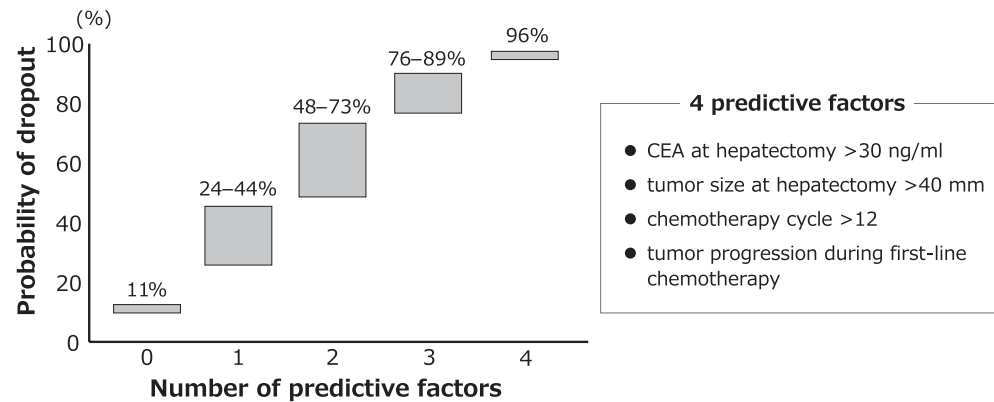 (%)
100
80
60
40
20
0
Probability of dropout
11%
24–44%
48–73%
76–89%
96%
0 1 2 3 4
Number of predictive factors
4 predictive factors
● CEA at hepatectomy >30 ng/ml
● tumor size at hepatectomy >40 mm
● chemotherapy cycle >12
● tumor progression during first-line
chemotherapy